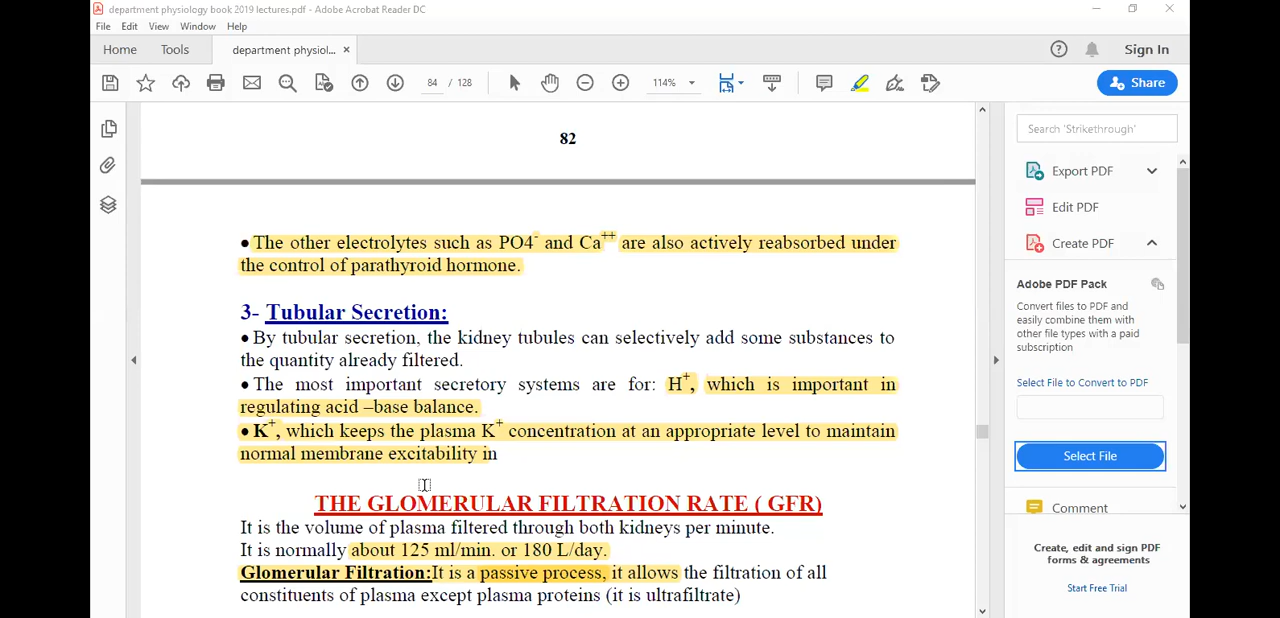 department physiology book 2019 lectures.pdf - Adobe Acrobat Reader DC
File Edit View Window Help
Home Tools department physiol... × Sign In
84 / 128 114% Share
82
Search 'Strikethrough'
Export PDF
Edit PDF
Create PDF
Adobe PDF Pack
Convert files to PDF and
easily combine them with
other file types with a paid
subscription
Select File to Convert to PDF
Select File
Comment
Create, edit and sign PDF
forms & agreements
Start Free Trial
• The other electrolytes such as PO4⁻ and Ca⁺⁺ are also actively reabsorbed under
the control of parathyroid hormone.
3- Tubular Secretion:
• By tubular secretion, the kidney tubules can selectively add some substances to
the quantity already filtered.
• The most important secretory systems are for: H⁺, which is important in
regulating acid –base balance.
• K⁺, which keeps the plasma K⁺ concentration at an appropriate level to maintain
normal membrane excitability in
THE GLOMERULAR FILTRATION RATE ( GFR)
It is the volume of plasma filtered through both kidneys per minute.
It is normally about 125 ml/min. or 180 L/day.
Glomerular Filtration:It is a passive process, it allows the filtration of all
constituents of plasma except plasma proteins (it is ultrafiltrate)